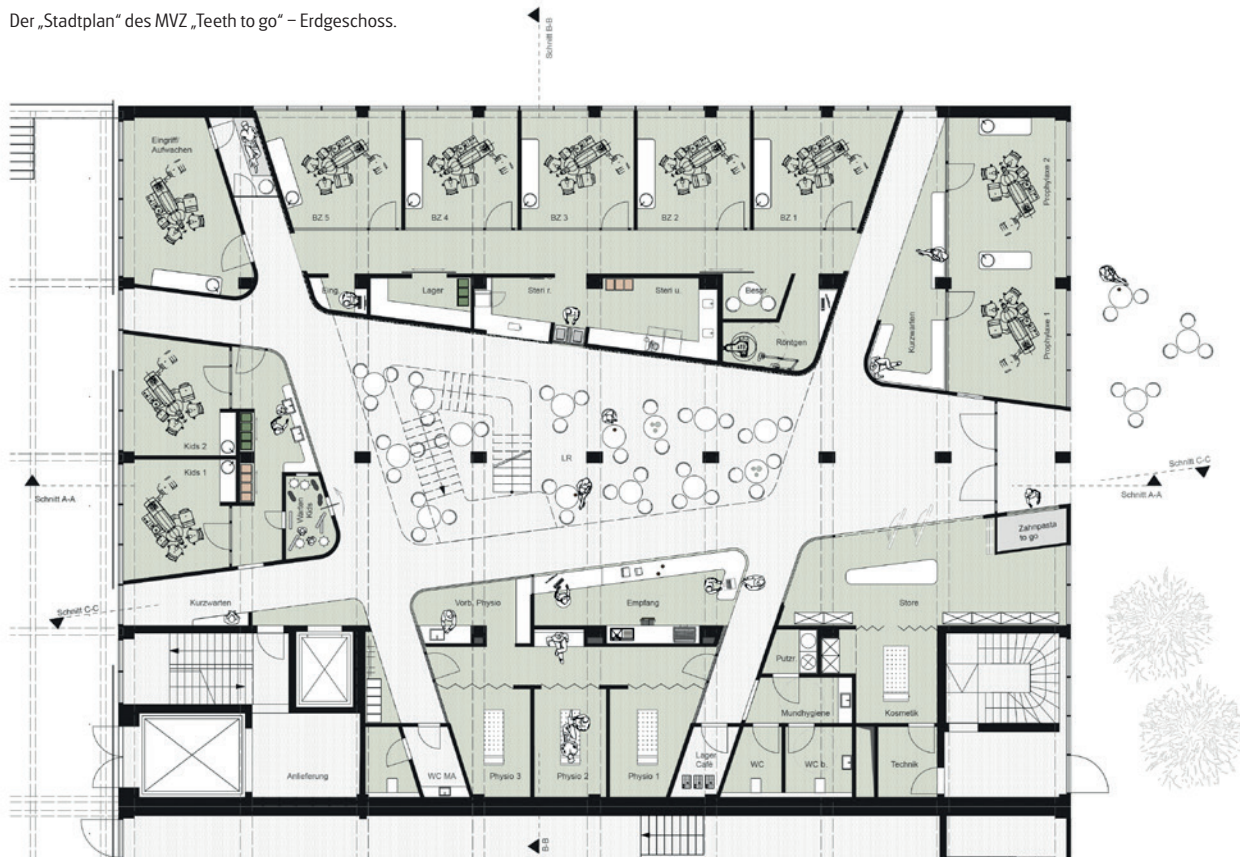 Der „Stadtplan“ des MVZ „Teeth to go“ – Erdgeschoss.
Schnitt B-B
Eingriff/
Aufwachen
BZ 5
BZ 4
BZ 3
BZ 2
BZ 1
Prophylaxe 2
Prophylaxe 1
Kurzwarten
Eing.
Lager
Steri r.
Steri u.
Bespr.
Röntgen
Kids 2
Kids 1
Warten
Kids
LR
Schnitt A-A
Schnitt C-C
Schnitt A-A
Schnitt C-C
Zahnpasta
to go
Kurzwarten
Vorb. Physio
Empfang
Store
Putzr.
Mundhygiene
Kosmetik
Anlieferung
WC MA
Physio 3
Physio 2
Physio 1
Lager
Café
WC
WC b.
Technik
B-B